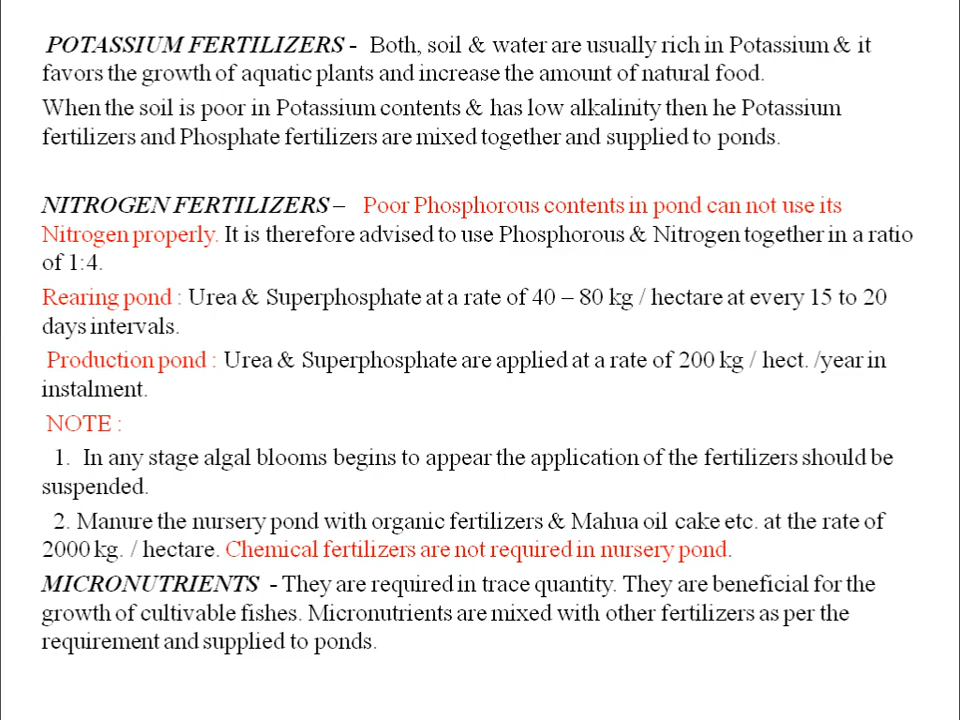 POTASSIUM FERTILIZERS - Both, soil & water are usually rich in Potassium & it
favors the growth of aquatic plants and increase the amount of natural food.
When the soil is poor in Potassium contents & has low alkalinity then he Potassium
fertilizers and Phosphate fertilizers are mixed together and supplied to ponds.
NITROGEN FERTILIZERS – Poor Phosphorous contents in pond can not use its
Nitrogen properly. It is therefore advised to use Phosphorous & Nitrogen together in a ratio
of 1:4.
Rearing pond : Urea & Superphosphate at a rate of 40 – 80 kg / hectare at every 15 to 20
days intervals.
Production pond : Urea & Superphosphate are applied at a rate of 200 kg / hect. /year in
instalment.
NOTE :
1. In any stage algal blooms begins to appear the application of the fertilizers should be
suspended.
2. Manure the nursery pond with organic fertilizers & Mahua oil cake etc. at the rate of
2000 kg. / hectare. Chemical fertilizers are not required in nursery pond.
MICRONUTRIENTS - They are required in trace quantity. They are beneficial for the
growth of cultivable fishes. Micronutrients are mixed with other fertilizers as per the
requirement and supplied to ponds.